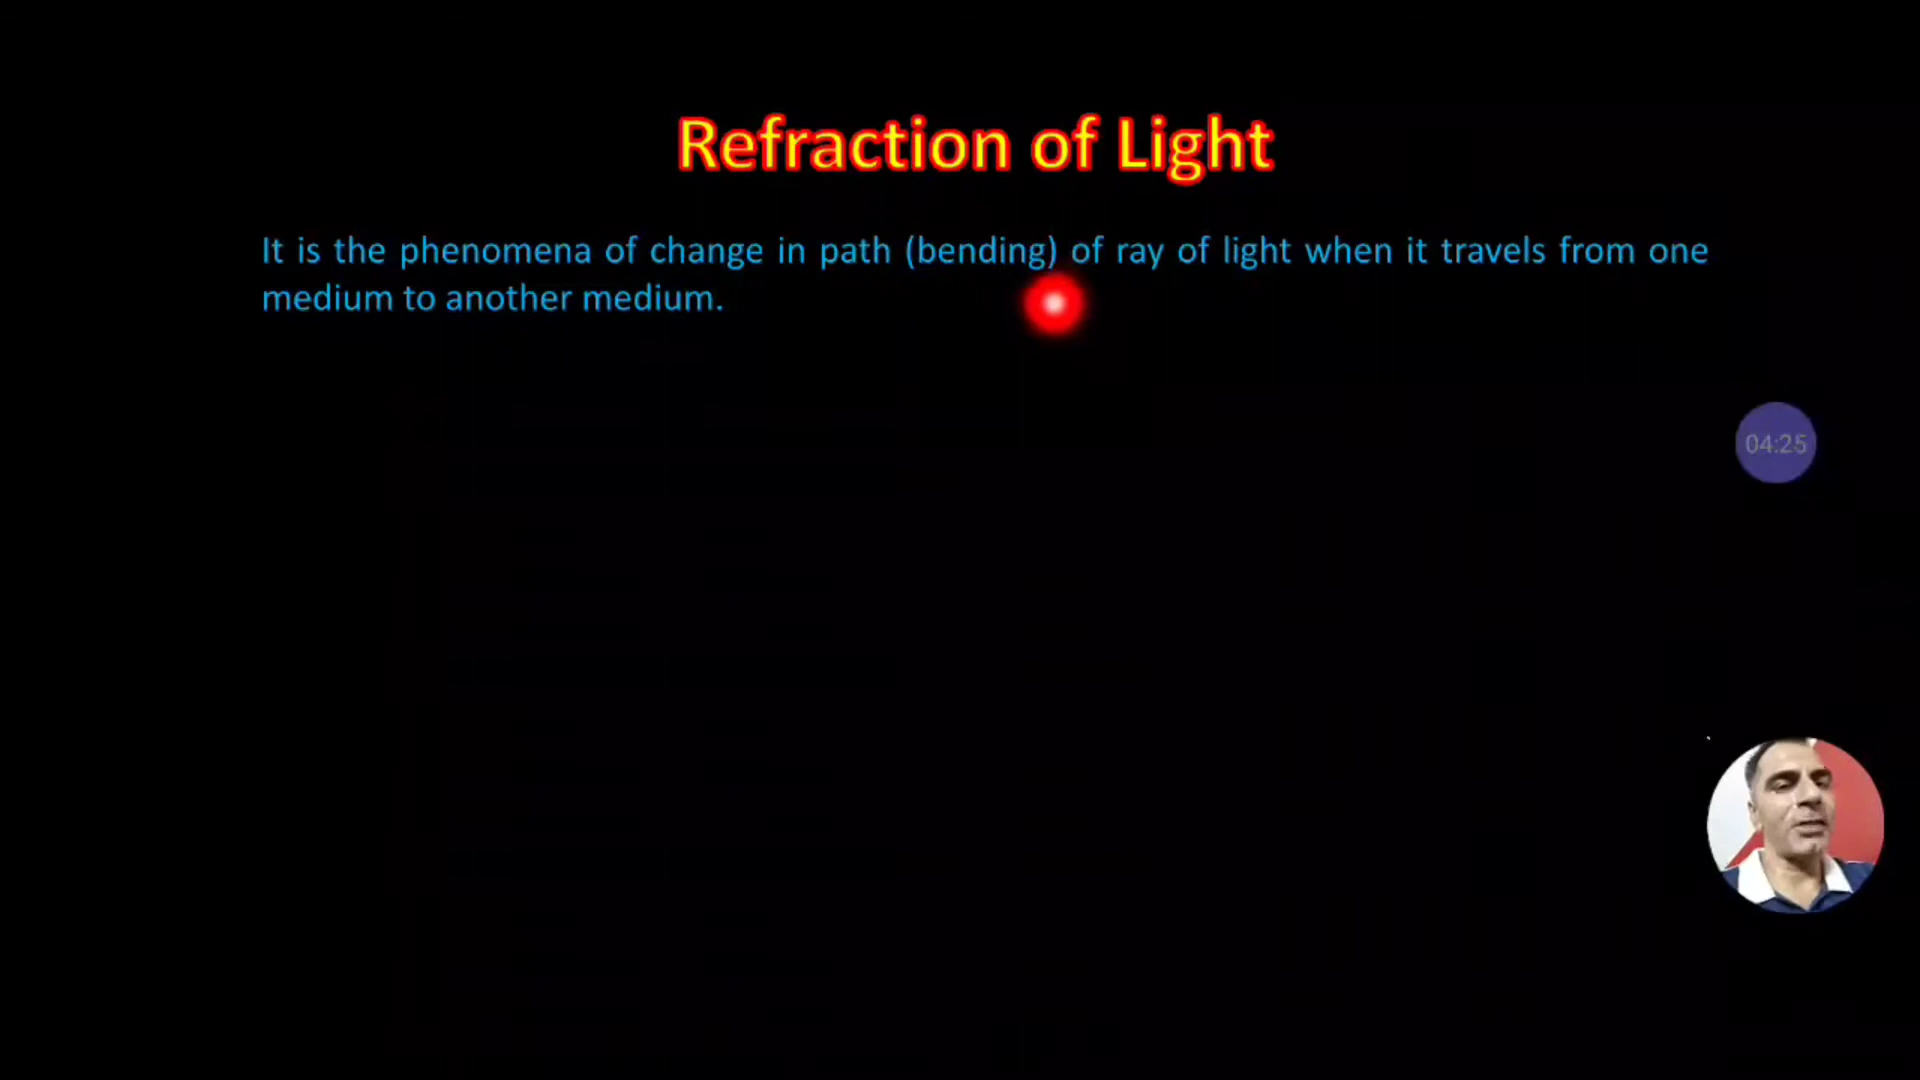 Refraction of Light
It is the phenomena of change in path (bending) of ray of light when it travels from one
medium to another medium.
04:25